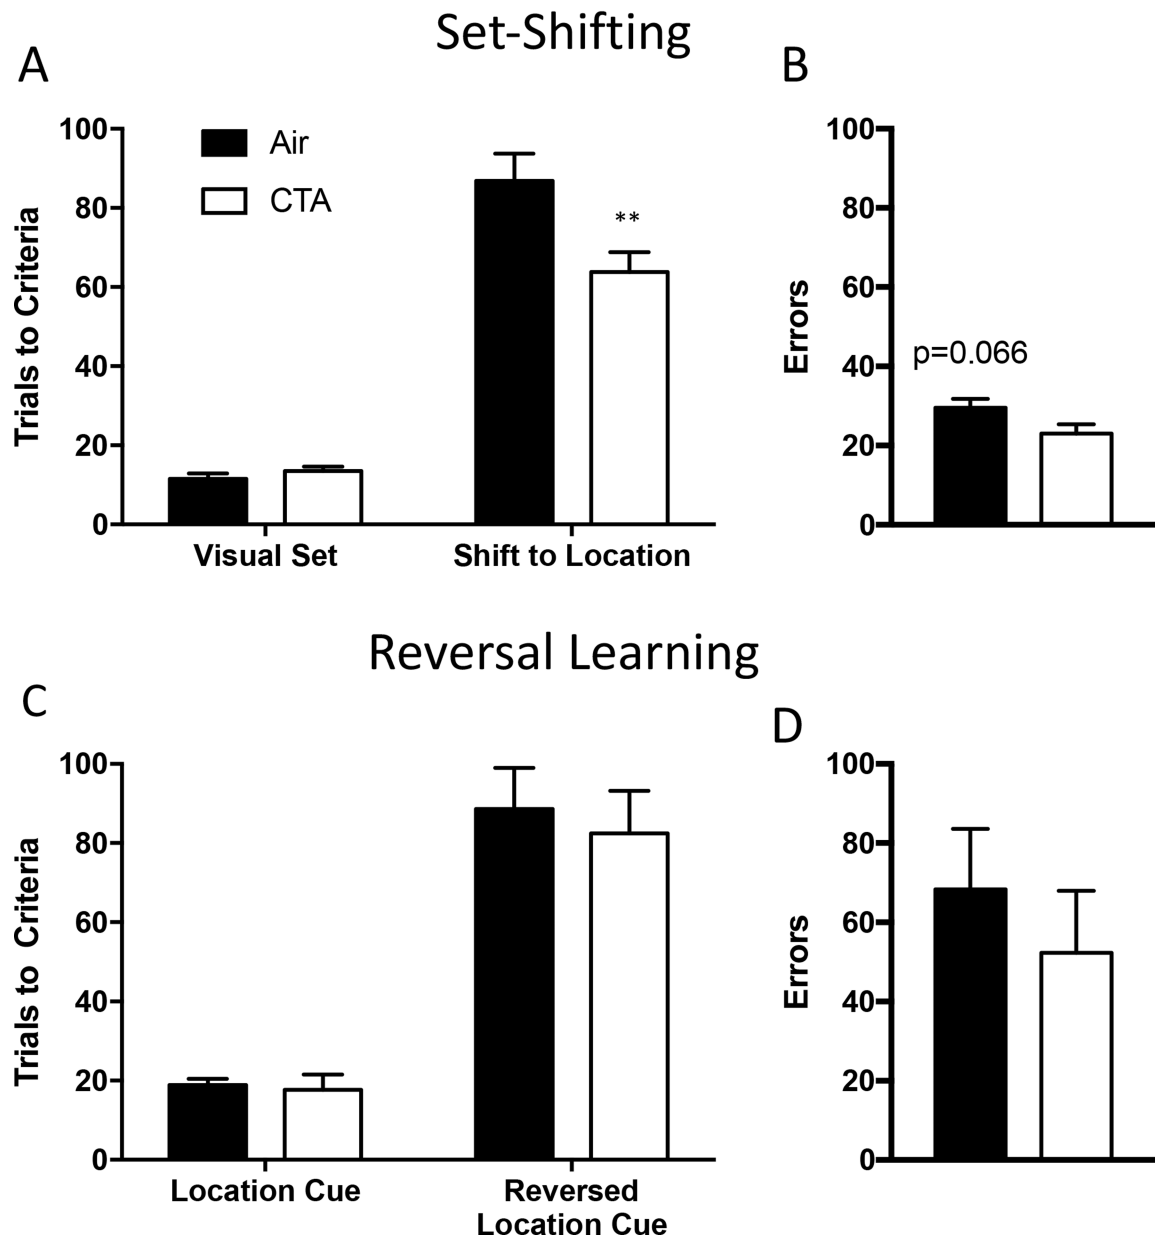 Set-Shifting
A
B
100
80
60
40
20
0
Trials to Criteria
Air
CTA
**
Visual Set
Shift to Location
100
80
60
40
20
0
Errors
p=0.066
Reversal Learning
C
D
100
80
60
40
20
0
Trials to Criteria
Location Cue
Reversed
Location Cue
100
80
60
40
20
0
Errors